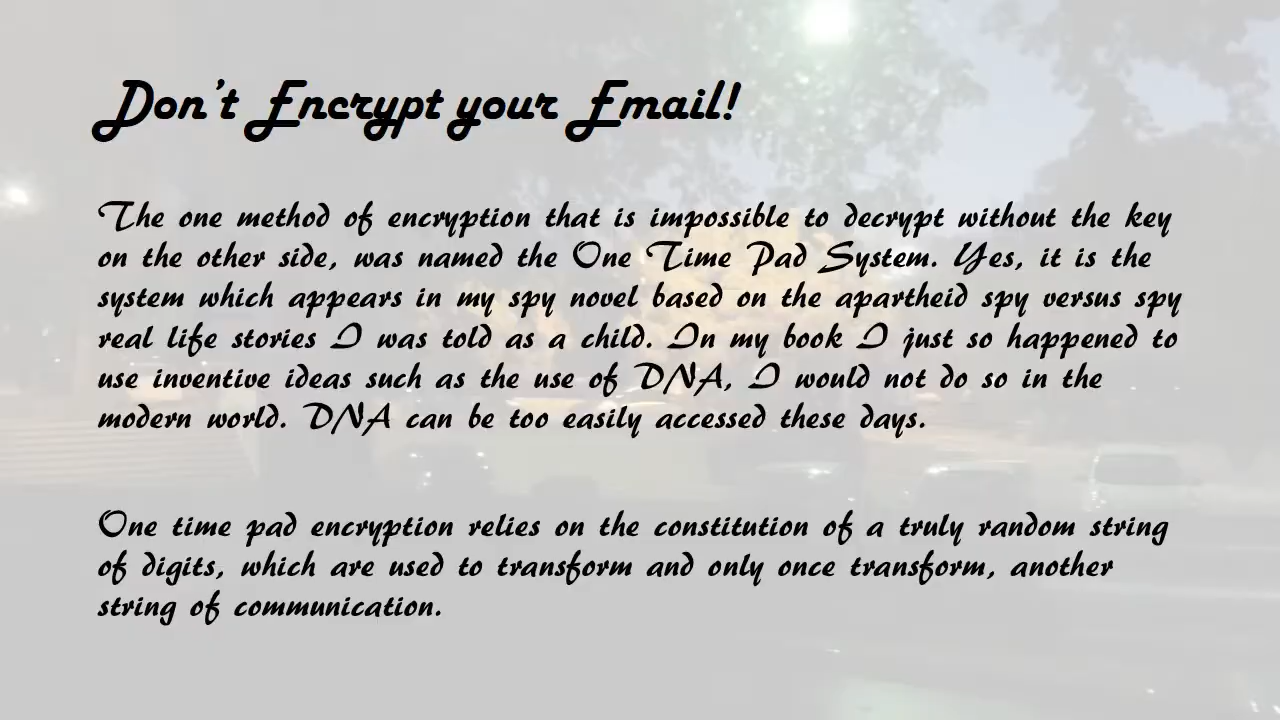 Don't Encrypt your Email!
The one method of encryption that is impossible to decrypt without the key
on the other side, was named the One Time Pad System. Yes, it is the
system which appears in my spy novel based on the apartheid spy versus spy
real life stories I was told as a child. In my book I just so happened to
use inventive ideas such as the use of DNA, I would not do so in the
modern world. DNA can be too easily accessed these days.
One time pad encryption relies on the constitution of a truly random string
of digits, which are used to transform and only once transform, another
string of communication.